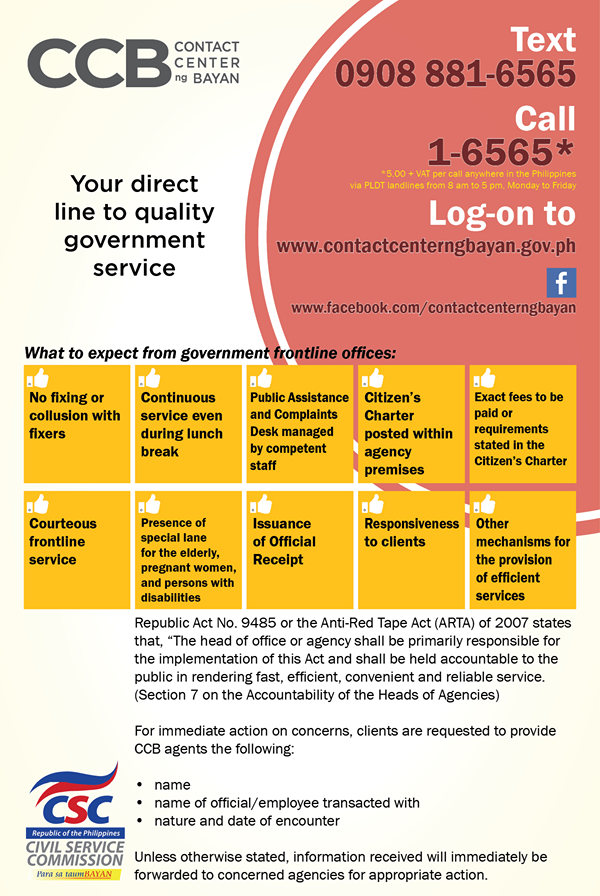 CCB CONTACT
CENTER
ng BAYAN
Text
0908 881-6565
Call
1-6565*
*5.00 + VAT per call anywhere in the Philippines
via PLDT landlines from 8 am to 5 pm, Monday to Friday
Your direct
line to quality
government
service
Log-on to
www.contactcenterngbayan.gov.ph
f
www.facebook.com/contactcenterngbayan
What to expect from government frontline offices:
No fixing or
collusion with
fixers
Continuous
service even
during lunch
break
Public Assistance
and Complaints
Desk managed
by competent
staff
Citizen's
Charter
posted within
agency
premises
Exact fees to be
paid or
requirements
stated in the
Citizen's Charter
Courteous
frontline
service
Presence of
special lane
for the elderly,
pregnant women,
and persons with
disabilities
Issuance
of Official
Receipt
Responsiveness
to clients
Other
mechanisms for
the provision
of efficient
services
Republic Act No. 9485 or the Anti-Red Tape Act (ARTA) of 2007 states
that, “The head of office or agency shall be primarily responsible for
the implementation of this Act and shall be held accountable to the
public in rendering fast, efficient, convenient and reliable service.
(Section 7 on the Accountability of the Heads of Agencies)
For immediate action on concerns, clients are requested to provide
CCB agents the following:
• name
• name of official/employee transacted with
• nature and date of encounter
Unless otherwise stated, information received will immediately be
forwarded to concerned agencies for appropriate action.
CSC
Republic of the Philippines
CIVIL SERVICE
COMMISSION
Para sa taumBAYAN